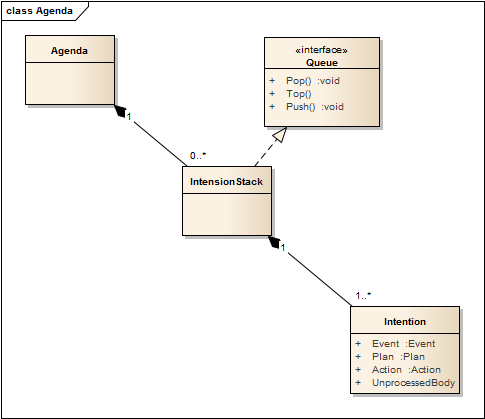 class Agenda
Agenda
«interface»
Queue
+ Pop() :void
+ Top()
+ Push() :void
1
0..*
IntensionStack
1
1..*
Intention
+ Event :Event
+ Plan :Plan
+ Action :Action
+ UnprocessedBody